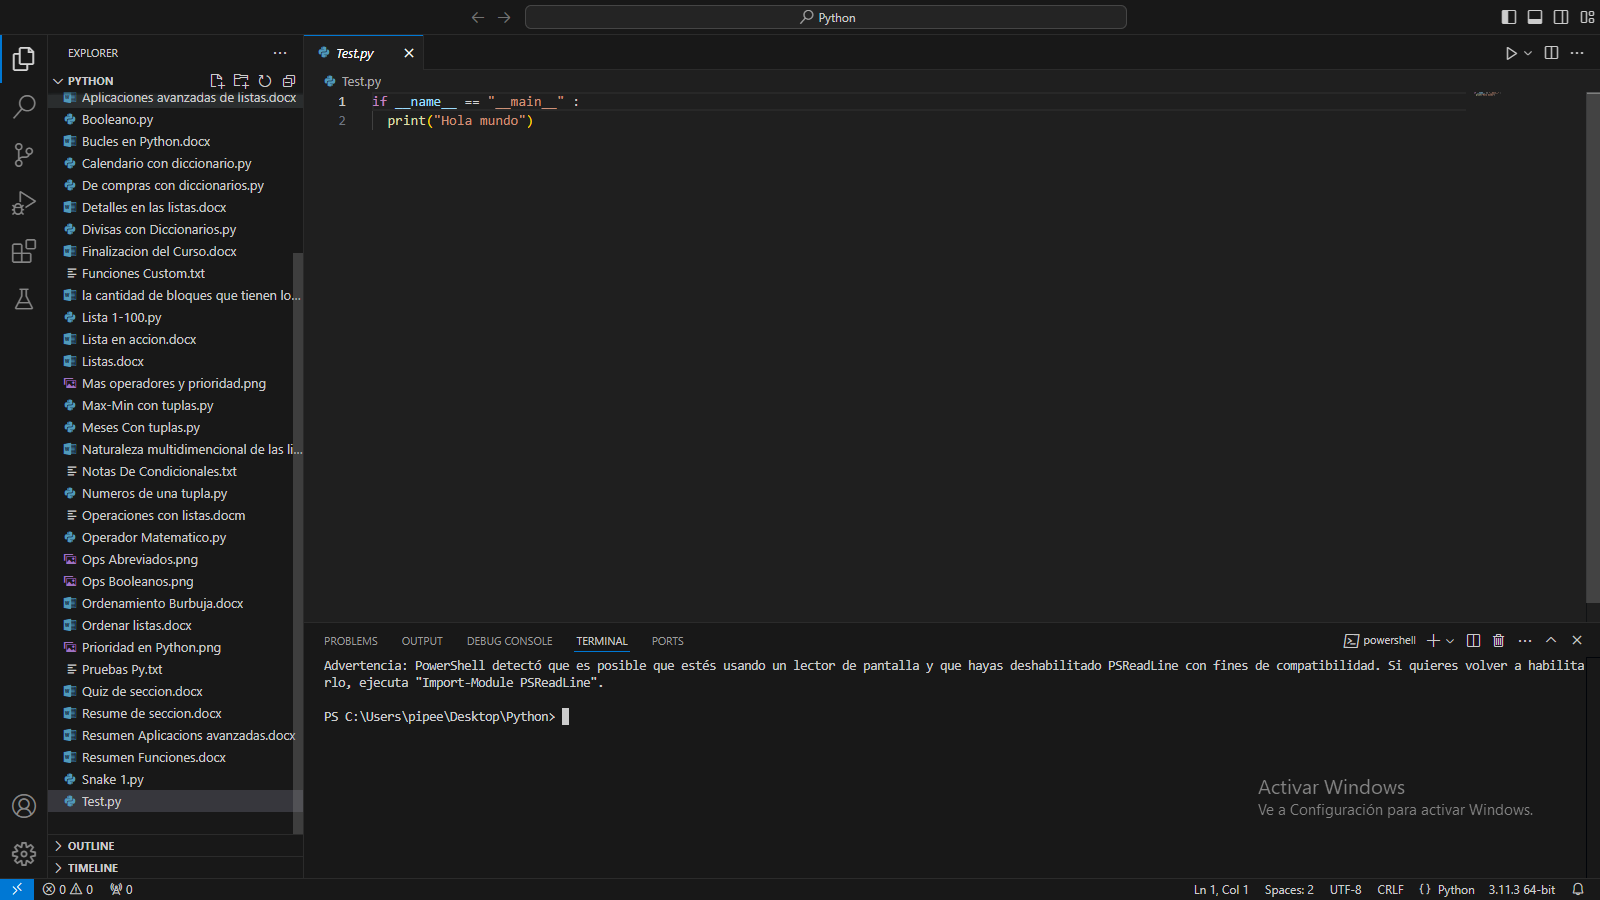 Python
EXPLORER
PYTHON
Aplicaciones avanzadas de listas.docx
Booleano.py
Bucles en Python.docx
Calendario con diccionario.py
De compras con diccionarios.py
Detalles en las listas.docx
Divisas con Diccionarios.py
Finalizacion del Curso.docx
Funciones Custom.txt
la cantidad de bloques que tienen lo...
Lista 1-100.py
Lista en accion.docx
Listas.docx
Mas operadores y prioridad.png
Max-Min con tuplas.py
Meses Con tuplas.py
Naturaleza multidimencional de las li...
Notas De Condicionales.txt
Numeros de una tupla.py
Operaciones con listas.docm
Operador Matematico.py
Ops Abreviados.png
Ops Booleanos.png
Ordenamiento Burbuja.docx
Ordenar listas.docx
Prioridad en Python.png
Pruebas Py.txt
Quiz de seccion.docx
Resume de seccion.docx
Resumen Aplicacions avanzadas.docx
Resumen Funciones.docx
Snake 1.py
Test.py
OUTLINE
TIMELINE
Test.py
Test.py
1 if __name__ == "__main__" :
2 print("Hola mundo")
PROBLEMS OUTPUT DEBUG CONSOLE TERMINAL PORTS
powershell
Advertencia: PowerShell detectó que es posible que estés usando un lector de pantalla y que hayas deshabilitado PSReadLine con fines de compatibilidad. Si quieres volver a habilita
rlo, ejecuta "Import-Module PSReadLine".
PS C:\Users\pipee\Desktop\Python>
Activar Windows
Ve a Configuración para activar Windows.
0 0 0 Ln 1, Col 1 Spaces: 2 UTF-8 CRLF {} Python 3.11.3 64-bit